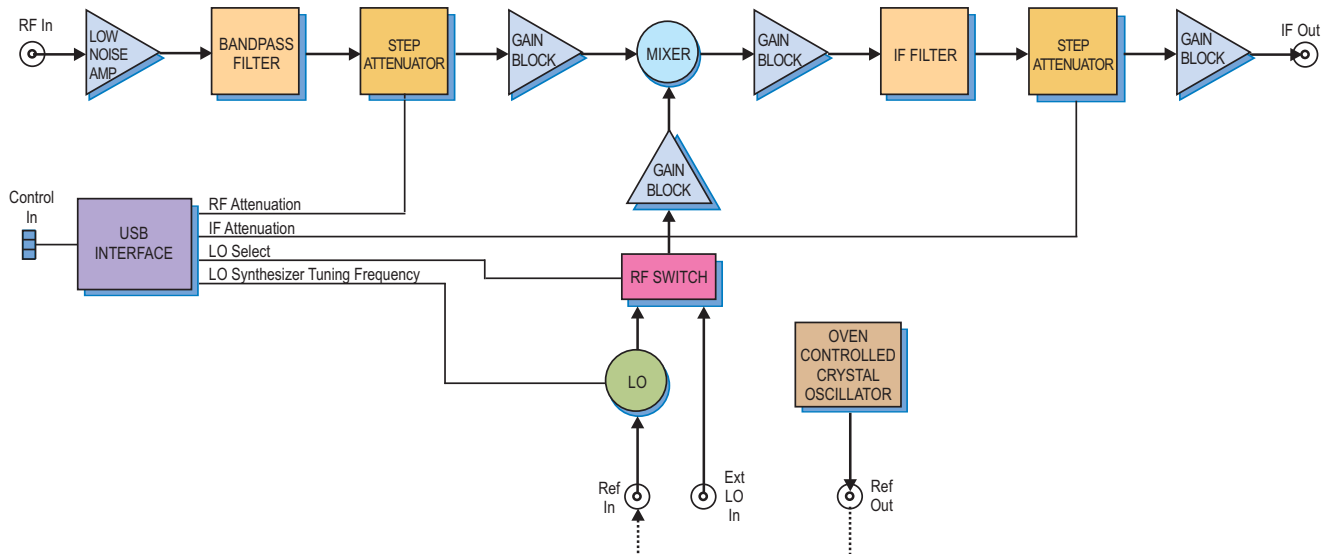 RF In
LOW
NOISE
AMP
BANDPASS
FILTER
STEP
ATTENUATOR
GAIN
BLOCK
MIXER
GAIN
BLOCK
IF FILTER
STEP
ATTENUATOR
GAIN
BLOCK
IF Out
GAIN
BLOCK
Control
In
USB
INTERFACE
RF Attenuation
IF Attenuation
LO Select
LO Synthesizer Tuning Frequency
RF SWITCH
LO
OVEN
CONTROLLED
CRYSTAL
OSCILLATOR
Ref
In
Ext
LO
In
Ref
Out